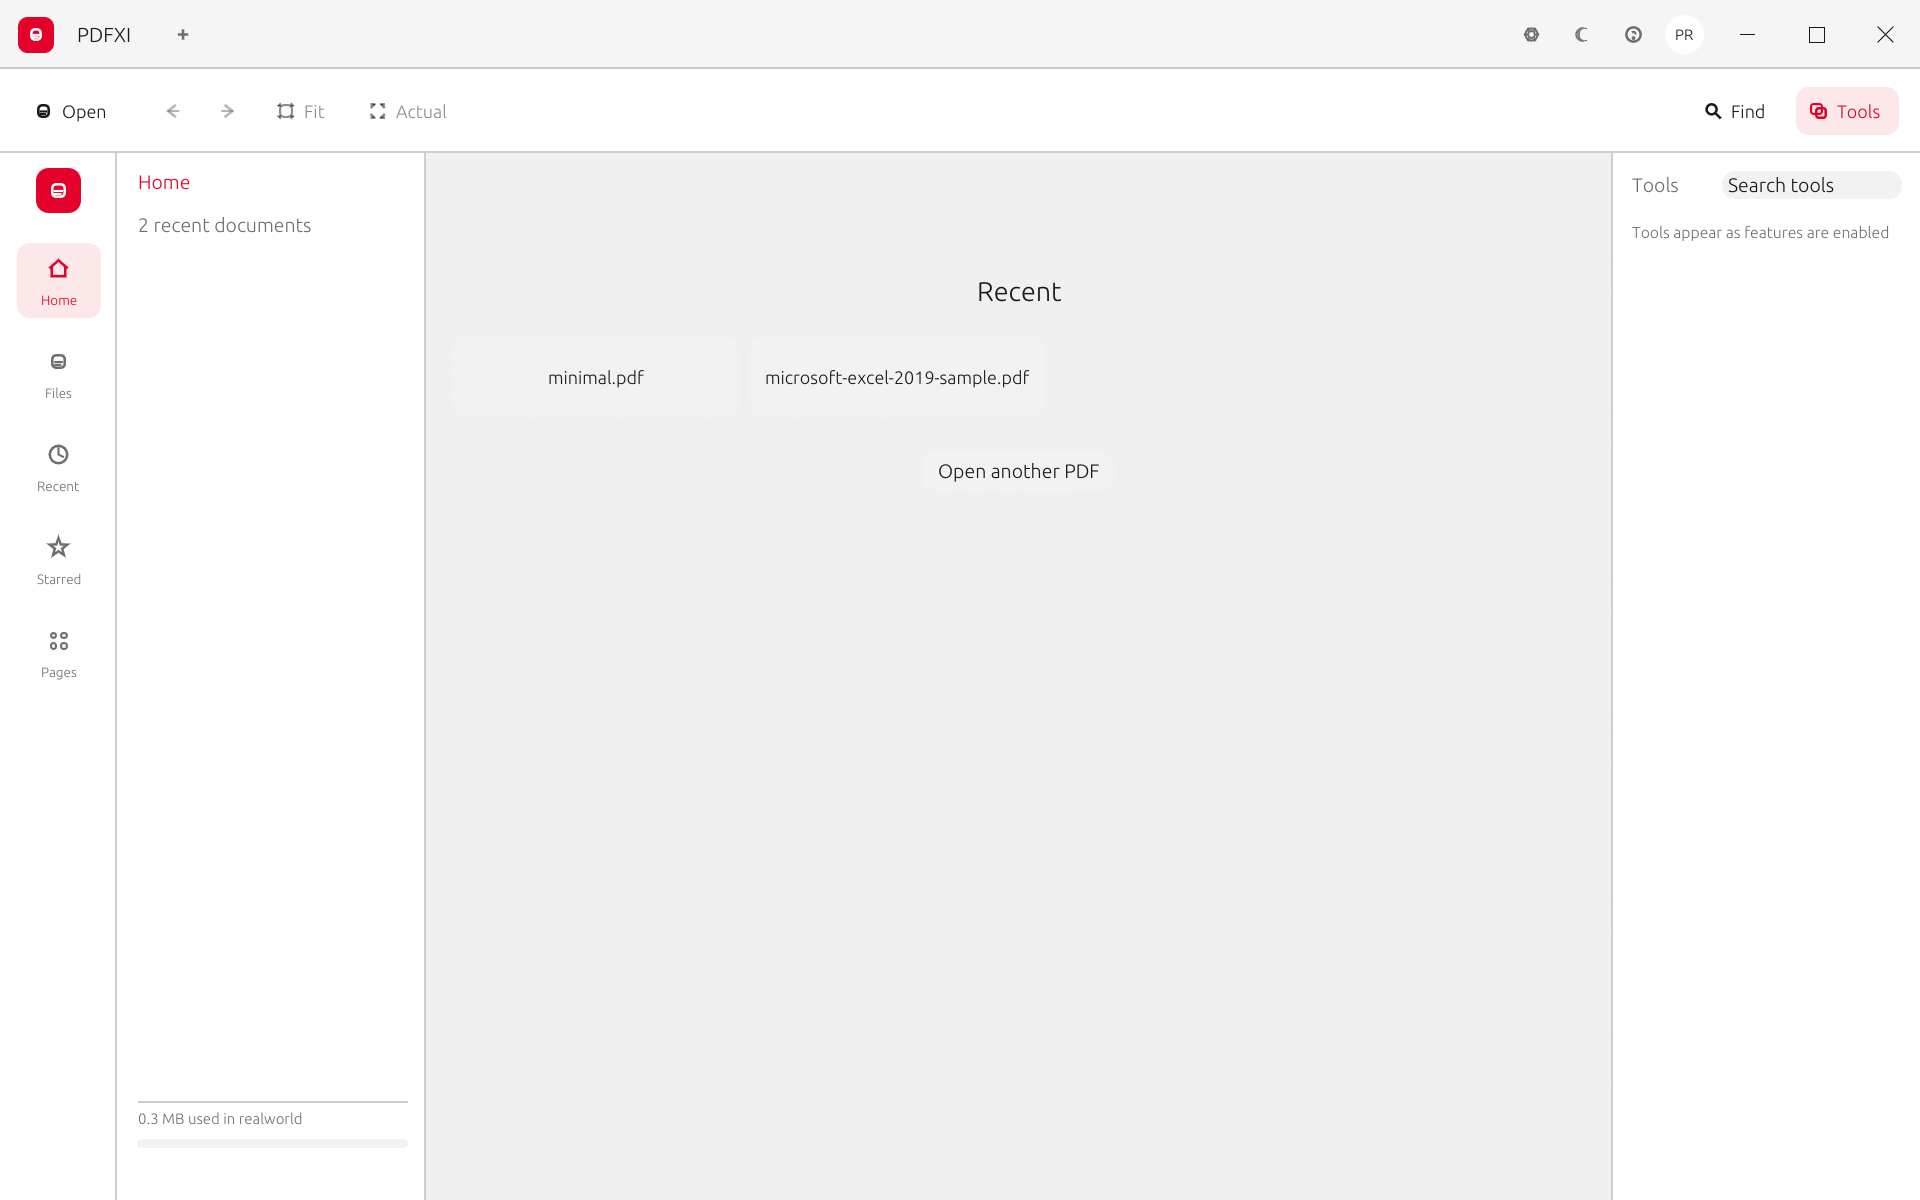 PDFXI
PR
Open
Fit
Actual
Find
Tools
Home
2 recent documents
Home
Files
Recent
Starred
Pages
0.3 MB used in realworld
Recent
minimal.pdf
microsoft-excel-2019-sample.pdf
Open another PDF
Tools
Search tools
Tools appear as features are enabled